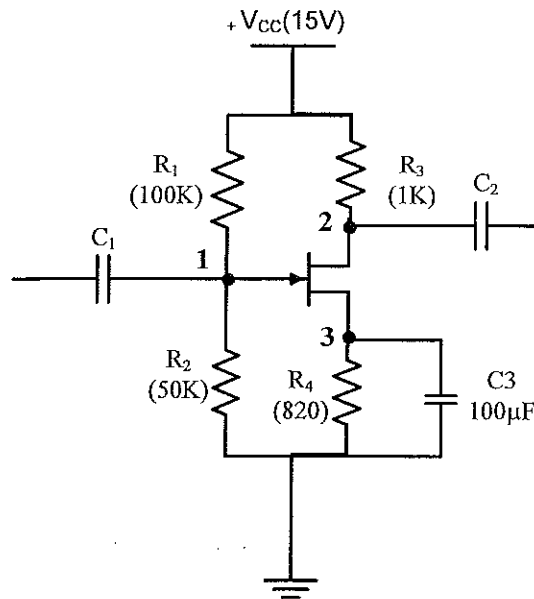 +VCC(15V)
R1
(100K)
R3
(1K)
C2
2
C1
1
3
R2
(50K)
R4
(820)
C3
100μF